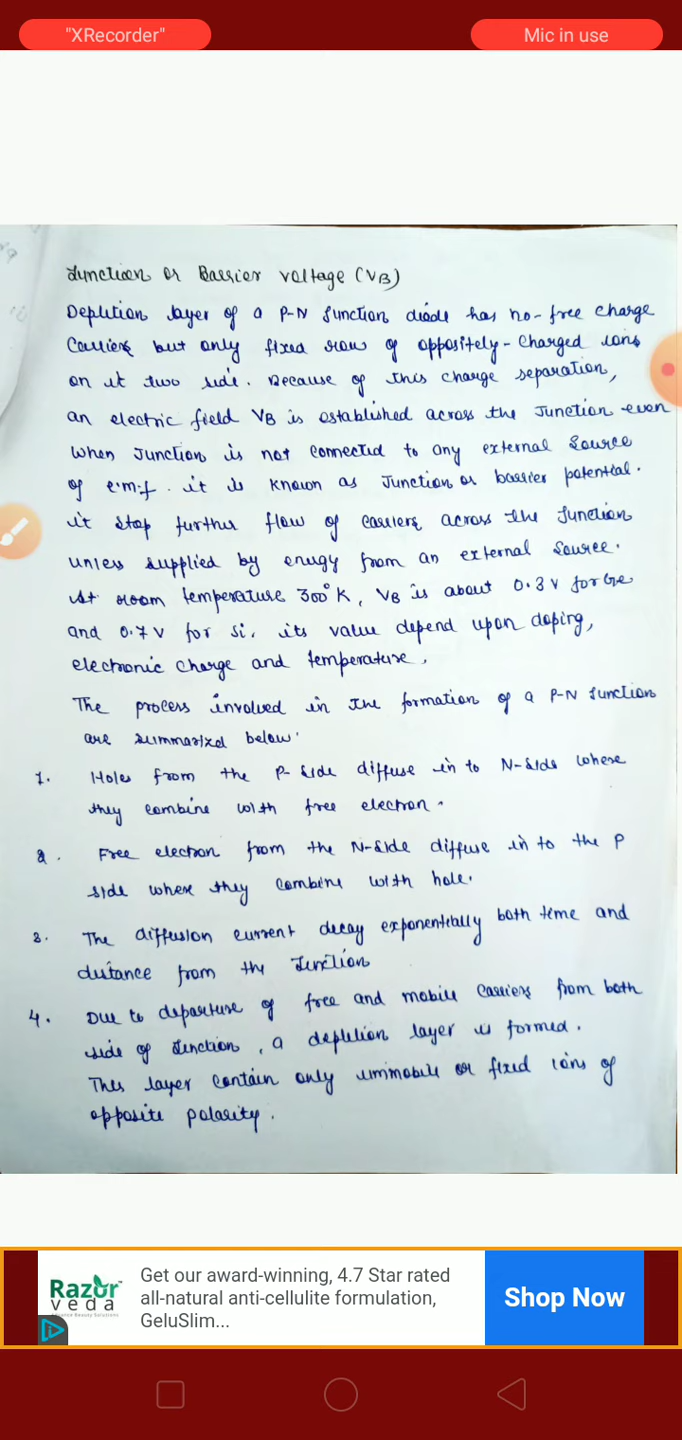 "XRecorder"
Mic in use
Junction or Barrier voltage (VB)
Depletion layer of a P-N Junction diode has no-free charge
Carriers but only fixed rows of oppositely-charged ions
on it two side. Because of this charge separation,
an electric field VB is established across the Junction even
when Junction is not connected to any external source
of e.m.f. it is known as Junction or barrier potential.
it stop further flow of carriers across the Junction
unless supplied by enugy from an external source.
At room temperature 300°K, VB is about 0.3 v for Ge
and 0.7 v for si, its value depend upon doping,
electronic charge and temperature,
The process involved in the formation of a P-N Junction
are summarized below.
1. Holes from the P-side diffuse in to N-side where
they combine with free electron.
2. Free election from the N-side diffuse in to the P
side where they combine with hole.
3. The diffusion current decay exponentially both time and
distance from the Junction
4. Due to departure of free and mobile carriers from both
side of Junction, a depletion layer is formed.
This layer contain only immobile or fixed ions of
opposite polarity.
Razor veda
Get our award-winning, 4.7 Star rated
all-natural anti-cellulite formulation,
GeluSlim...
Shop Now